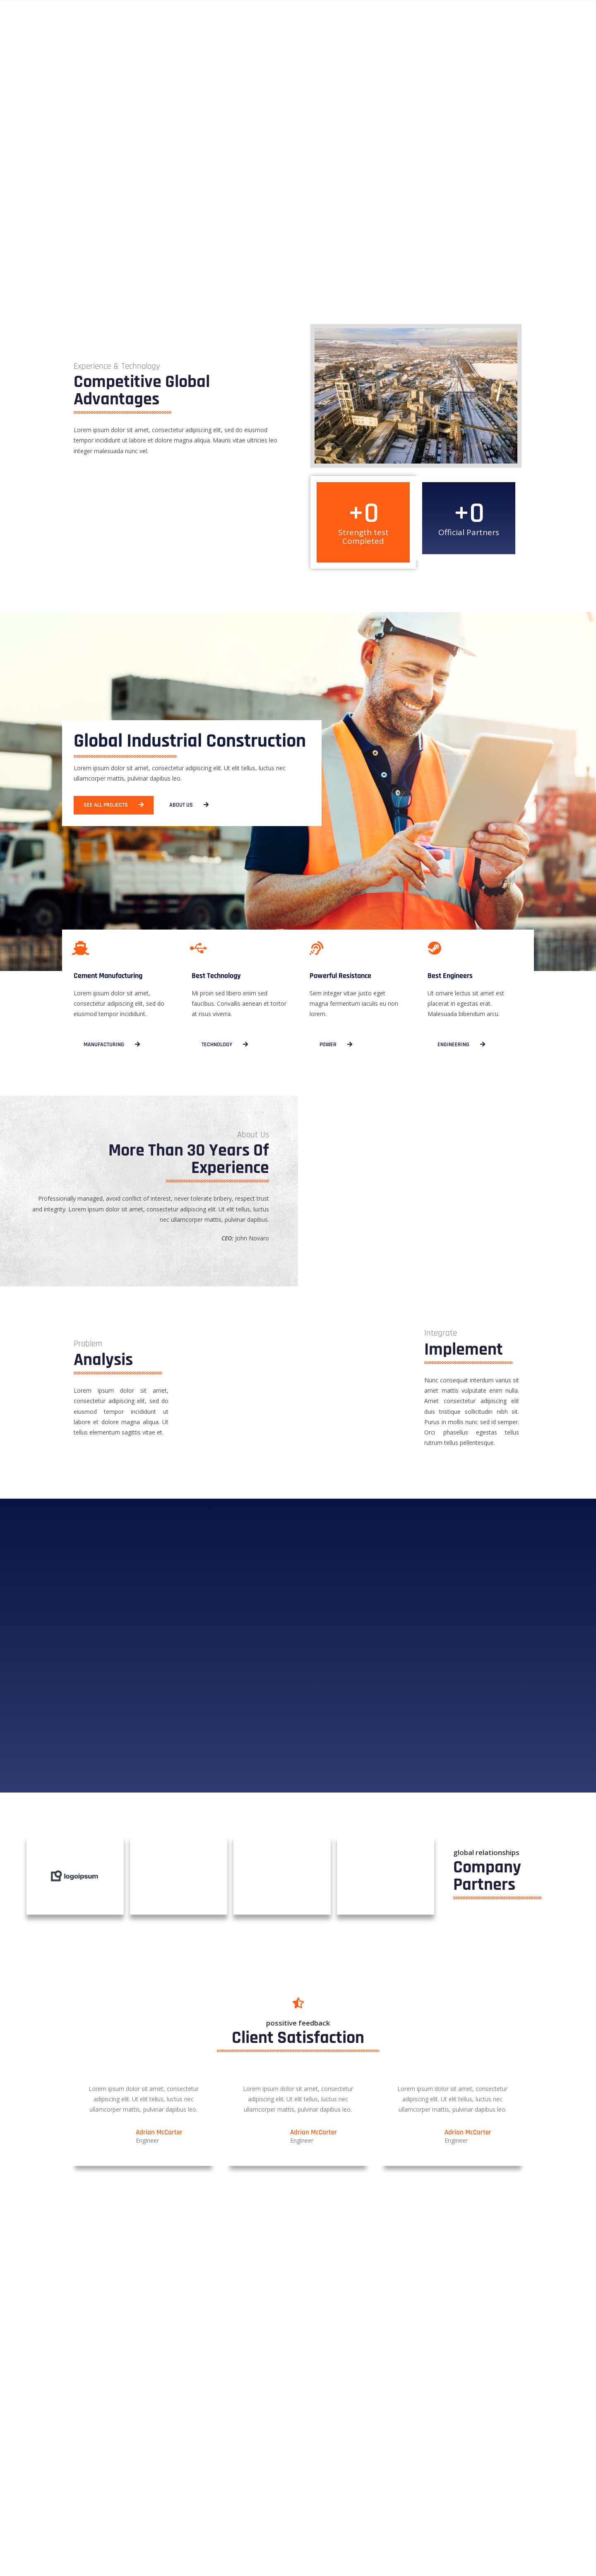 Experience & Technology
Competitive Global
Advantages
Lorem ipsum dolor sit amet, consectetur adipiscing elit, sed do eiusmod
tempor incididunt ut labore et dolore magna aliqua. Mauris vitae ultricies leo
integer malesuada nunc vel.
+0
Strength test
Completed
+0
Official Partners
Global Industrial Construction
Lorem ipsum dolor sit amet, consectetur adipiscing elit. Ut elit tellus, luctus nec
ullamcorper mattis, pulvinar dapibus leo.
SEE ALL PROJECTS
ABOUT US
Cement Manufacturing
Lorem ipsum dolor sit amet,
consectetur adipiscing elit, sed do
eiusmod tempor incididunt.
MANUFACTURING
Best Technology
Mi proin sed libero enim sed
faucibus. Convallis aenean et tortor
at risus viverra.
TECHNOLOGY
Powerful Resistance
Sem integer vitae justo eget
magna fermentum iaculis eu non
lorem.
POWER
Best Engineers
Ut ornare lectus sit amet est
placerat in egestas erat.
Malesuada bibendum arcu.
ENGINEERING
About Us
More Than 30 Years Of
Experience
Professionally managed, avoid conflict of interest, never tolerate bribery, respect trust
and integrity. Lorem ipsum dolor sit amet, consectetur adipiscing elit. Ut elit tellus, luctus
nec ullamcorper mattis, pulvinar dapibus.
CEO: John Novaro
Problem
Analysis
Lorem ipsum dolor sit amet,
consectetur adipiscing elit, sed do
eiusmod tempor incididunt ut
labore et dolore magna aliqua. Ut
tellus elementum sagittis vitae et.
Integrate
Implement
Nunc consequat interdum varius sit
amet mattis vulputate enim nulla.
Amet consectetur adipiscing elit
duis tristique sollicitudin nibh sit.
Purus in mollis nunc sed id semper.
Orci phasellus egestas tellus
rutrum tellus pellentesque.
logoipsum
global relationships
Company
Partners
possitive feedback
Client Satisfaction
Lorem ipsum dolor sit amet, consectetur
adipiscing elit. Ut elit tellus, luctus nec
ullamcorper mattis, pulvinar dapibus leo.
Adrian McCarter
Engineer
Lorem ipsum dolor sit amet, consectetur
adipiscing elit. Ut elit tellus, luctus nec
ullamcorper mattis, pulvinar dapibus leo.
Adrian McCarter
Engineer
Lorem ipsum dolor sit amet, consectetur
adipiscing elit. Ut elit tellus, luctus nec
ullamcorper mattis, pulvinar dapibus leo.
Adrian McCarter
Engineer